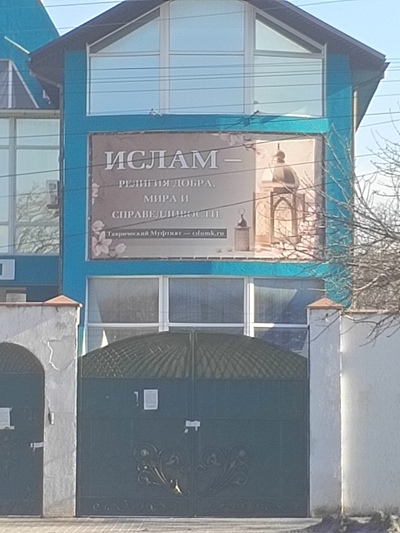 ИСЛАМ –
РЕЛИГИЯ ДОБРА,
МИРА И
СПРАВЕДЛИВОСТИ.
Таврический Муфтият — cdumk.ru